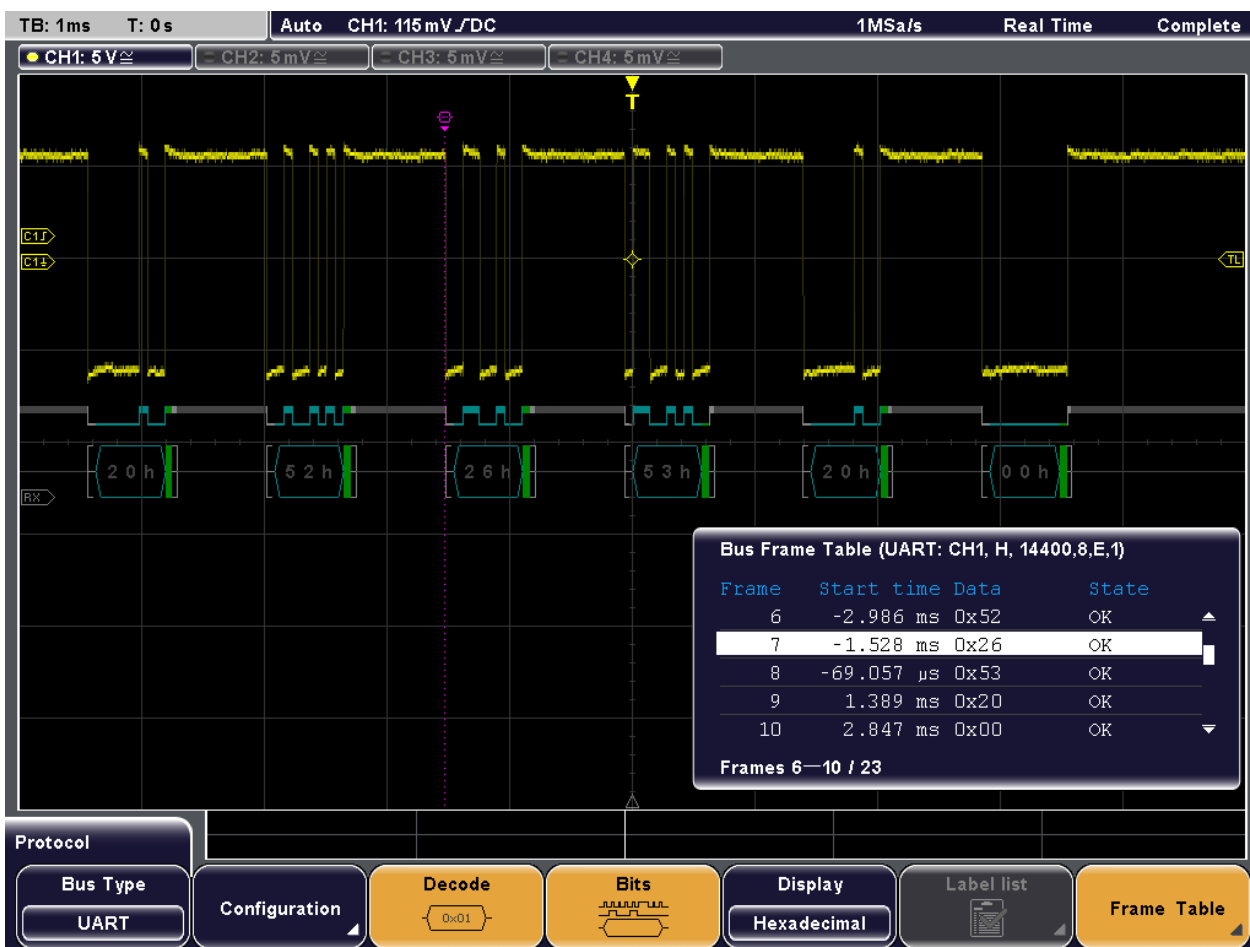 TB: 1ms T: 0 s Auto CH1: 115 mV DC 1MSa/s Real Time Complete
CH1: 5 V CH2: 5 mV CH3: 5 mV CH4: 5 mV
T
C1
C1
TL
20h 52h 26h 53h 20h 00h
RX
Bus Frame Table (UART: CH1, H, 14400,8,E,1)
Frame Start time Data State
6 -2.986 ms 0x52 OK
7 -1.528 ms 0x26 OK
8 -69.057 µs 0x53 OK
9 1.389 ms 0x20 OK
10 2.847 ms 0x00 OK
Frames 6—10 / 23
Protocol
Bus Type Configuration Decode Bits Display Label list Frame Table
UART 0x01 Hexadecimal